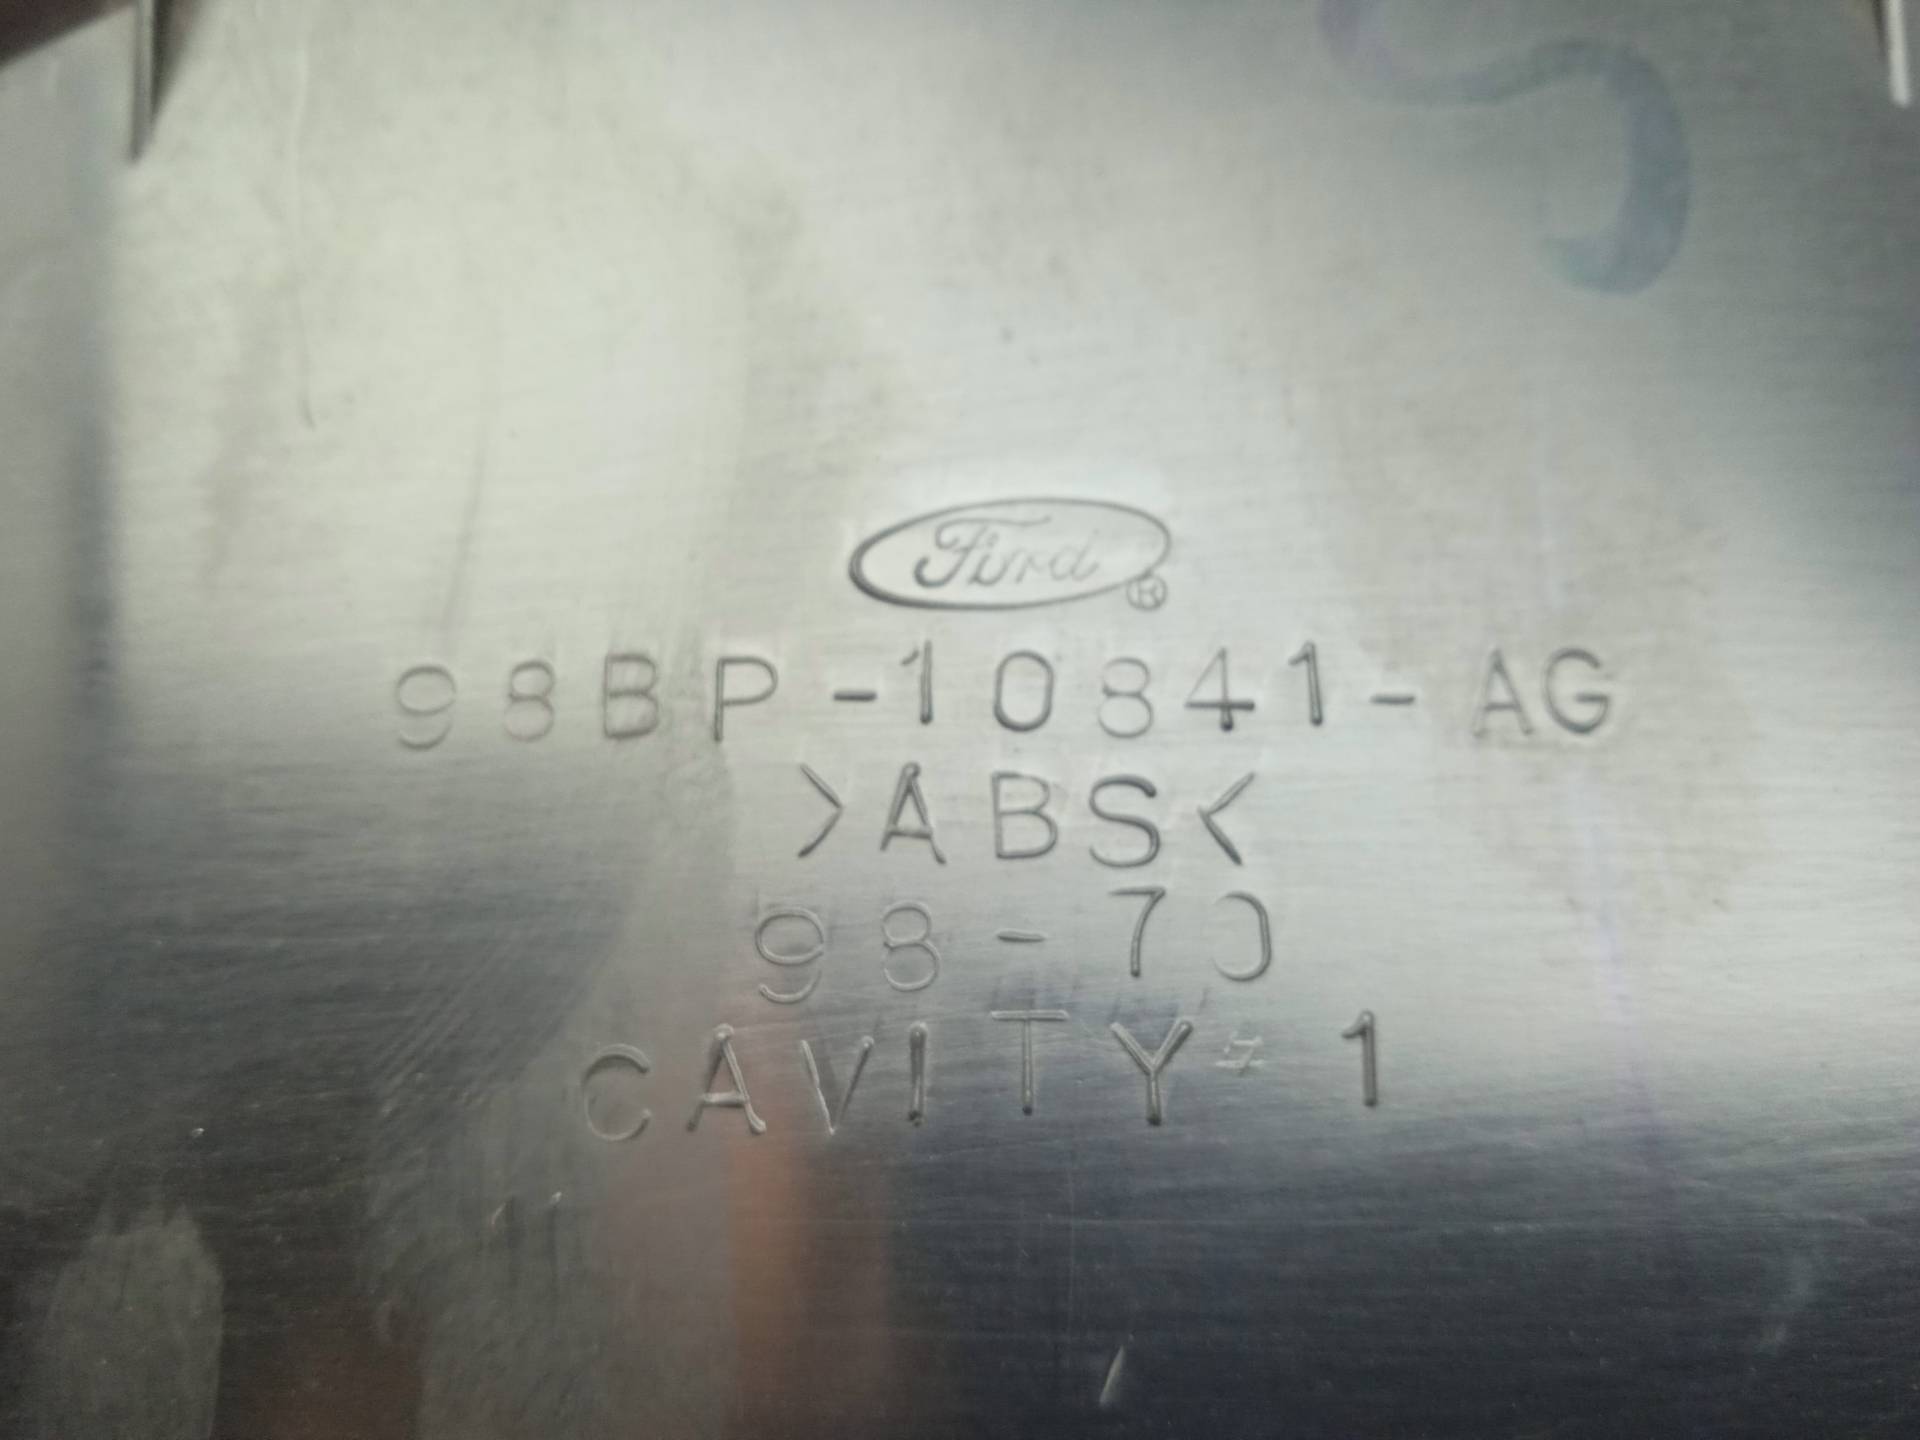 Ford ®
98BP-10841-AG
>ABS<
98-70
CAVITY# 1